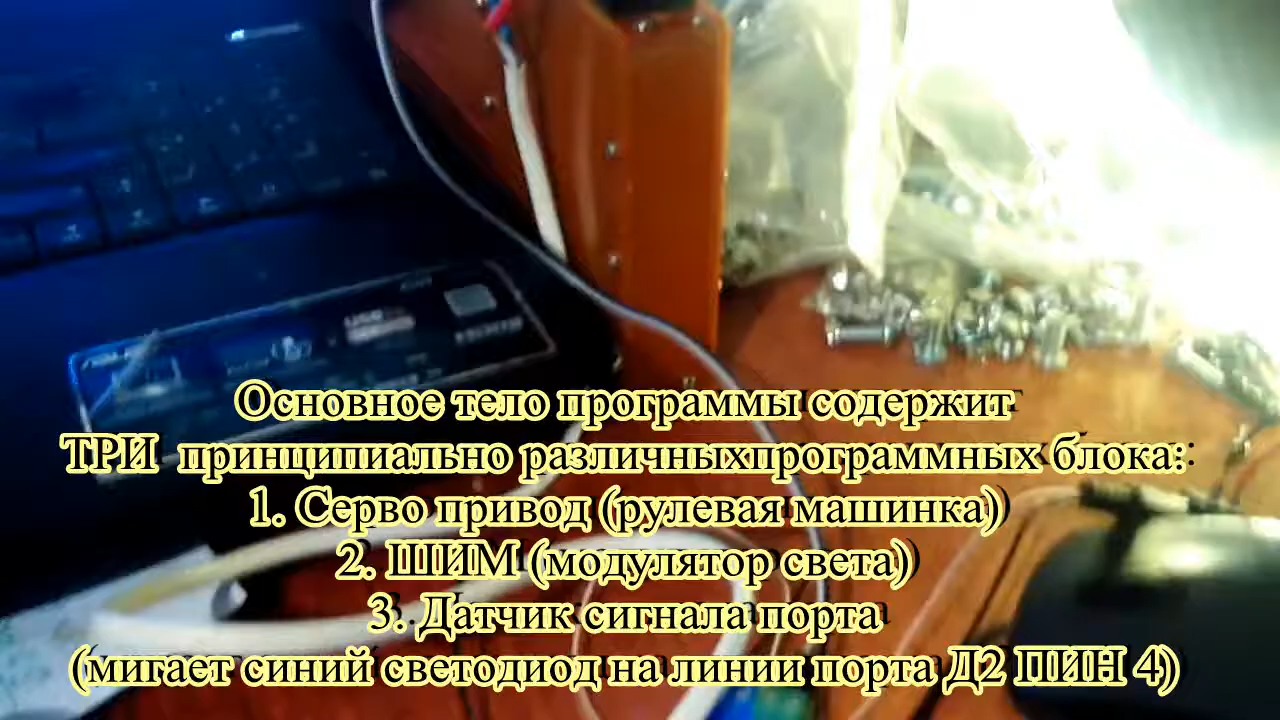 Основное тело программы содержит
ТРИ принципиально различныхпрограммных блока:
1. Серво привод (рулевая машинка)
2. ШИМ (модулятор света)
3. Датчик сигнала порта
(мигает синий светодиод на линии порта Д2 ПИН 4)